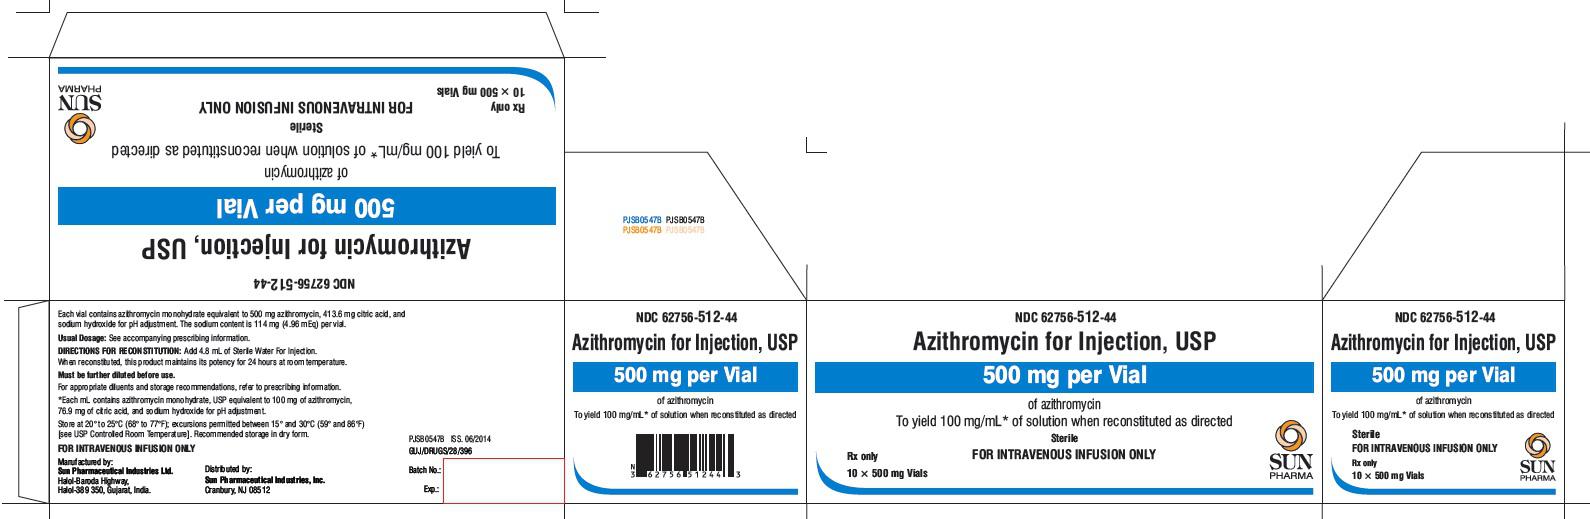 NDC 62756-512-44
Azithromycin for Injection, USP
500 mg per Vial
of azithromycin
To yield 100 mg/mL* of solution when reconstituted as directed
Sterile
FOR INTRAVENOUS INFUSION ONLY
Rx only
10 × 500 mg Vials
SUN
PHARMA
PJSB0547B PJSB0547B
PJSB0547B PJSB0547B
Each vial contains azithromycin monohydrate equivalent to 500 mg azithromycin, 413.6 mg citric acid, and
sodium hydroxide for pH adjustment. The sodium content is 114 mg (4.96 mEq) per vial.
Usual Dosage: See accompanying prescribing information.
DIRECTIONS FOR RECONSTITUTION: Add 4.8 mL of Sterile Water For Injection.
When reconstituted, this product maintains its potency for 24 hours at room temperature.
Must be further diluted before use.
For appropriate diluents and storage recommendations, refer to prescribing information.
*Each mL contains azithromycin monohydrate, USP equivalent to 100 mg of azithromycin,
76.9 mg of citric acid, and sodium hydroxide for pH adjustment.
Store at 20° to 25°C (68° to 77°F); excursions permitted between 15° and 30°C (59° and 86°F)
[see USP Controlled Room Temperature]. Recommended storage in dry form.
FOR INTRAVENOUS INFUSION ONLY
Manufactured by:
Sun Pharmaceutical Industries Ltd.
Halol-Baroda Highway,
Halol-389 350, Gujarat, India.
Distributed by:
Sun Pharmaceutical Industries, Inc.
Cranbury, NJ 08512
PJSB0547B ISS. 06/2014
GUJ/DRUGS/28/396
Batch No.:
Exp.:
NDC 62756-512-44
Azithromycin for Injection, USP
500 mg per Vial
of azithromycin
To yield 100 mg/mL* of solution when reconstituted as directed
N
3 62756 51244 3
NDC 62756-512-44
Azithromycin for Injection, USP
500 mg per Vial
of azithromycin
To yield 100 mg/mL* of solution when reconstituted as directed
Sterile
FOR INTRAVENOUS INFUSION ONLY
Rx only
10 × 500 mg Vials
SUN
PHARMA
NDC 62756-512-44
Azithromycin for Injection, USP
500 mg per Vial
of azithromycin
To yield 100 mg/mL* of solution when reconstituted as directed
Sterile
FOR INTRAVENOUS INFUSION ONLY
Rx only
10 × 500 mg Vials
SUN
PHARMA